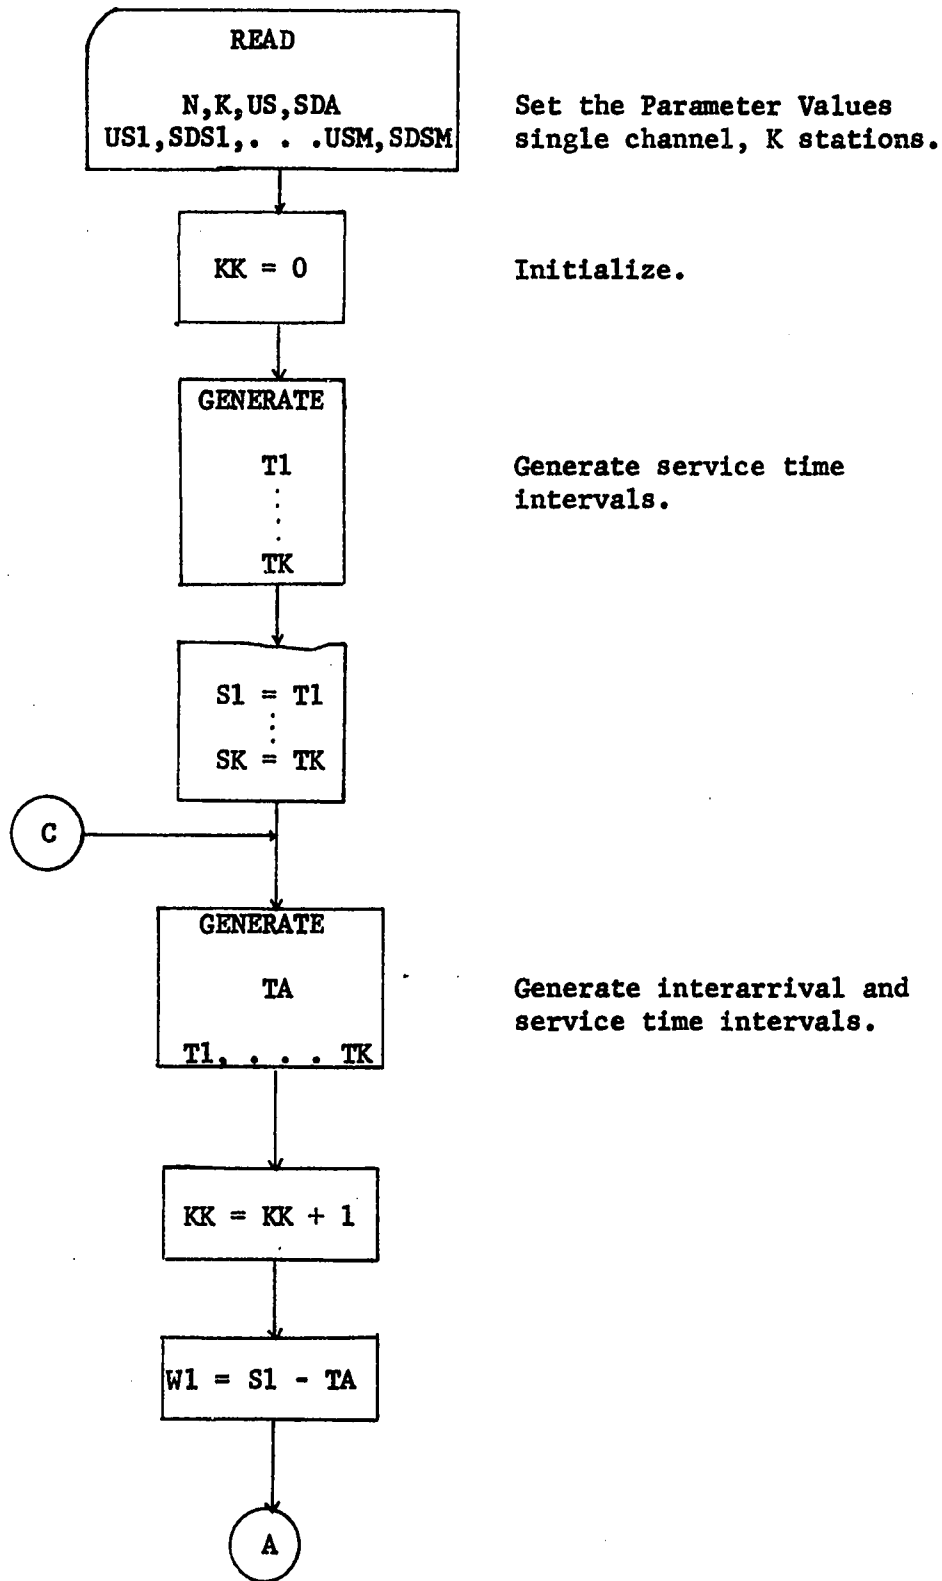 READ
N,K,US,SDA
US1,SDS1,. . .USM,SDSM
Set the Parameter Values
single channel, K stations.
KK = 0
Initialize.
GENERATE
T1
.
.
.
.
TK
Generate service time
intervals.
S1 = T1
.
.
.
SK = TK
C
GENERATE
TA
T1, . . . TK
Generate interarrival and
service time intervals.
KK = KK + 1
W1 = S1 - TA
A